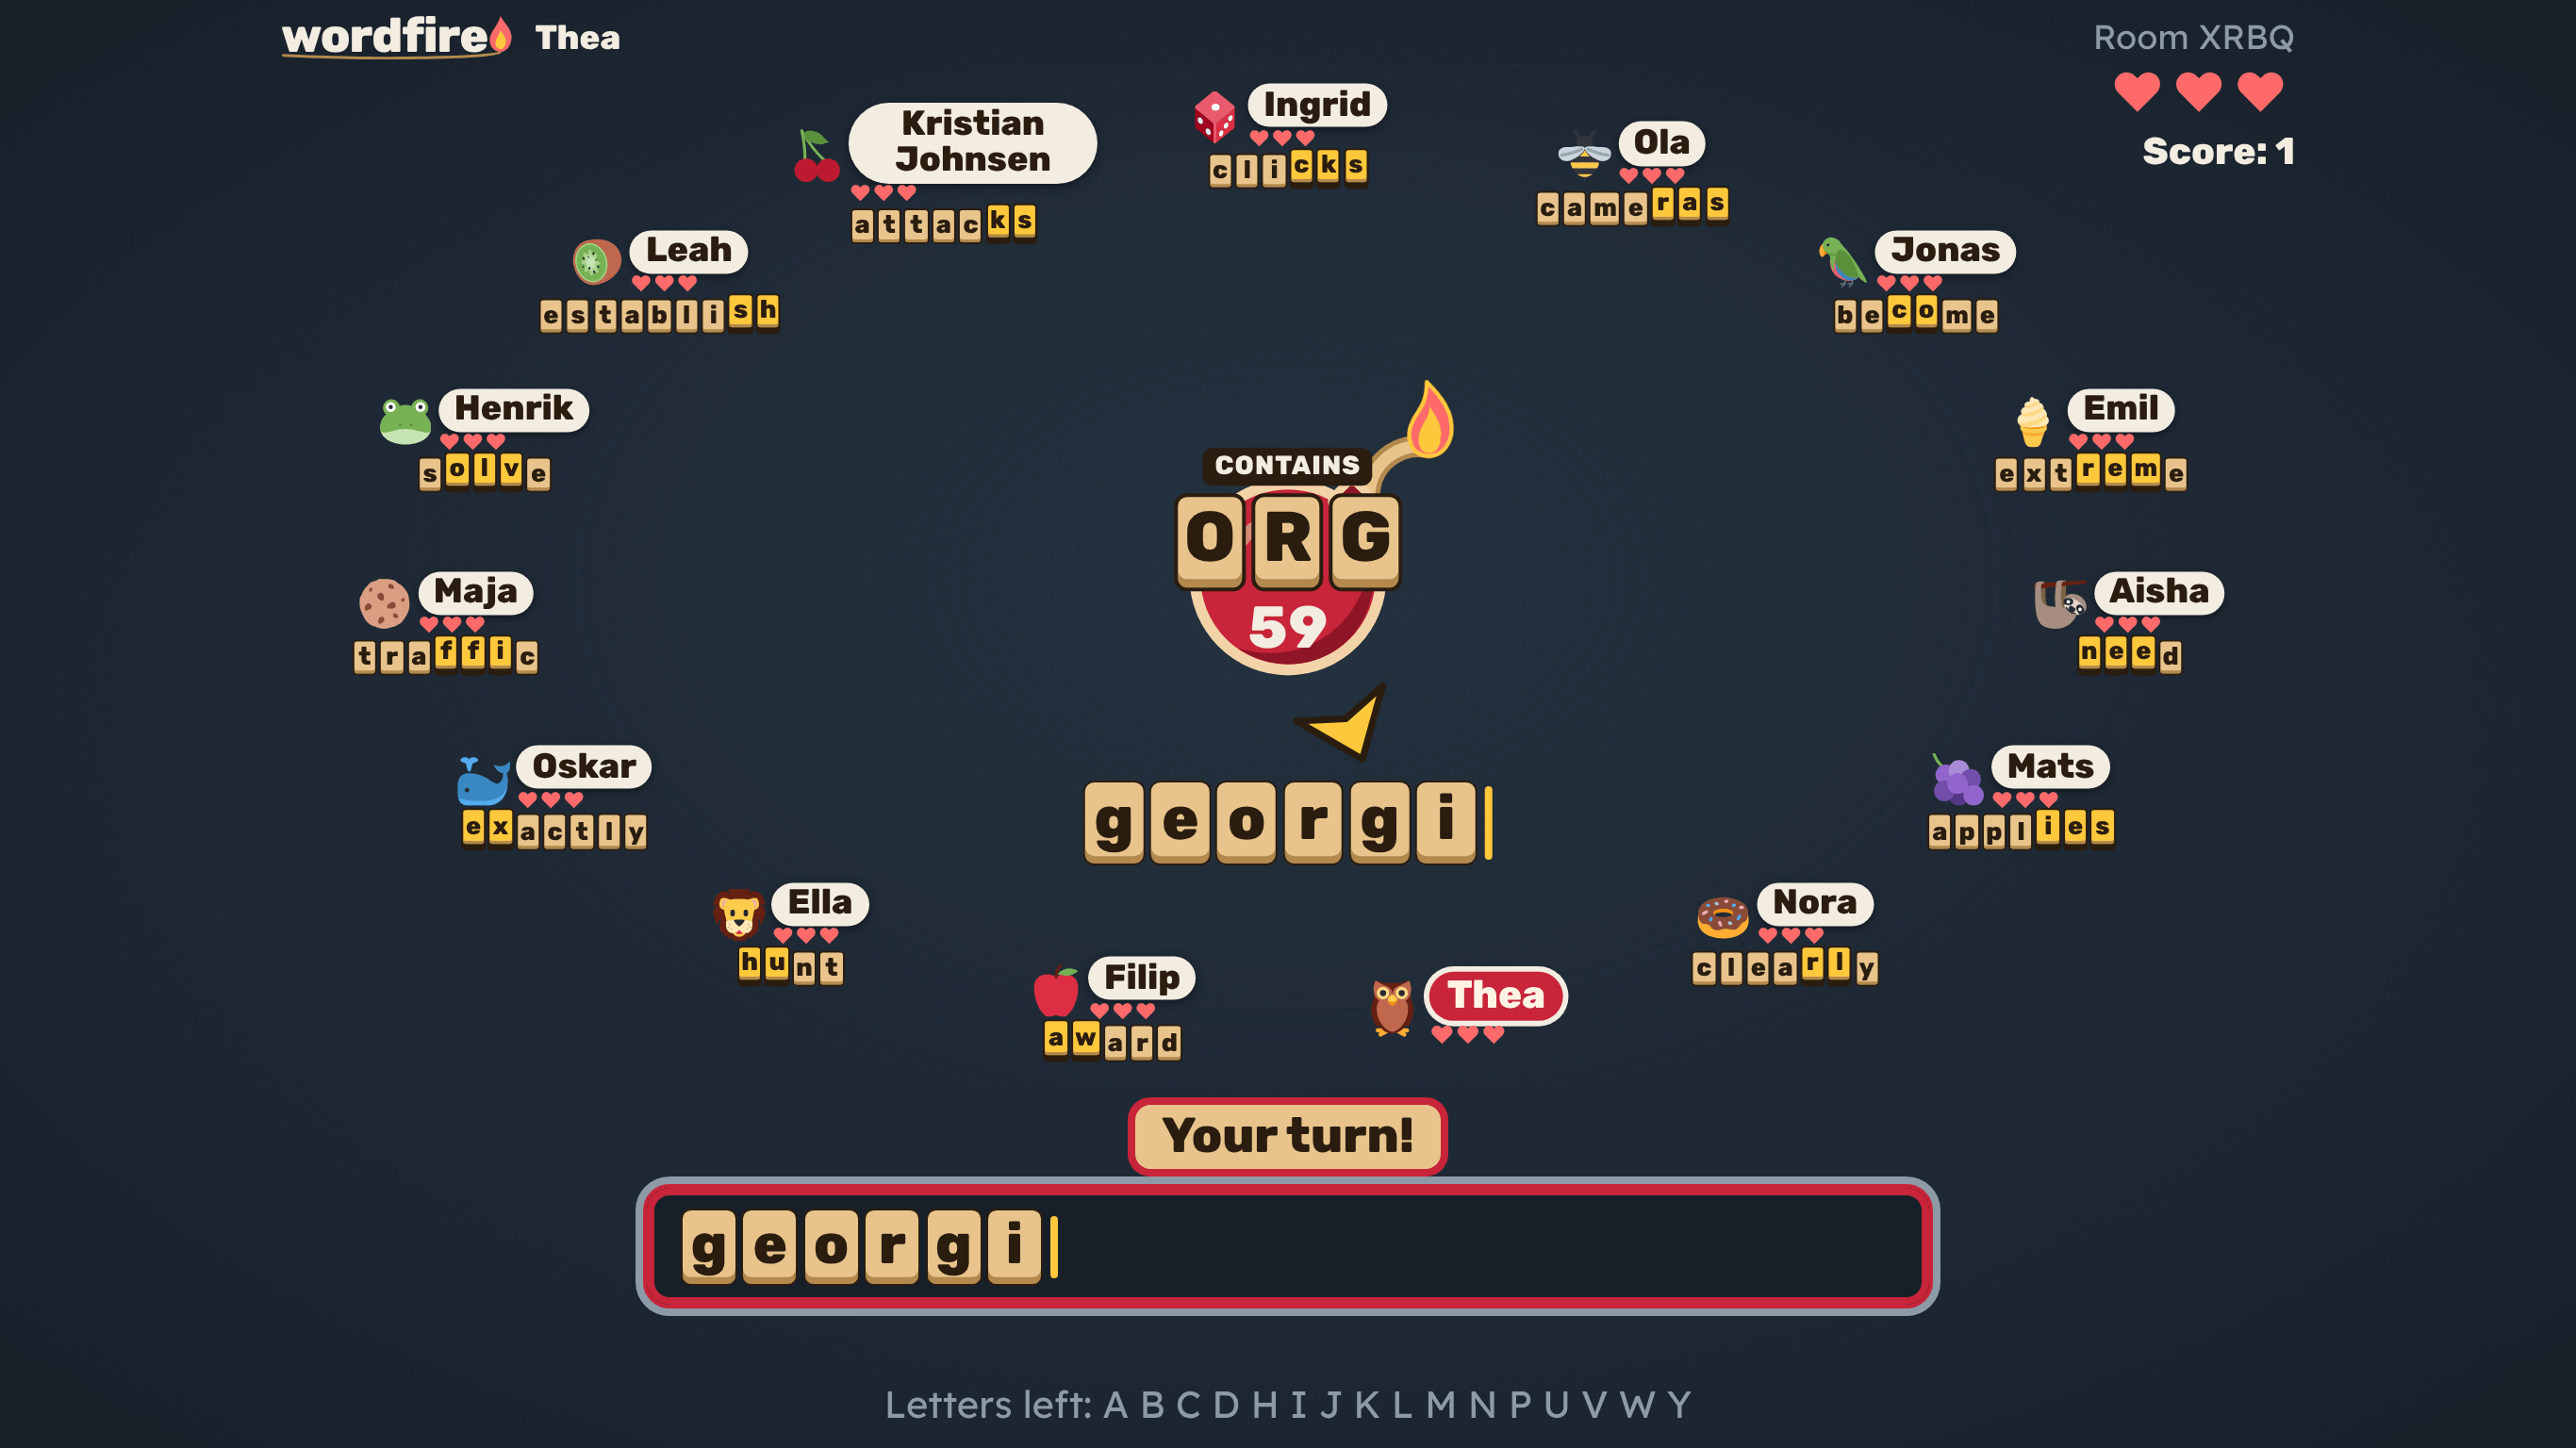 wordfire Thea
Room XRBQ
Score: 1
Kristian
Johnsen
attacks
Ingrid
clicks
Ola
cameras
Leah
establish
Jonas
become
Henrik
solve
Emil
extreme
CONTAINS
ORG
59
Maja
traffic
Aisha
need
Oskar
exactly
georgi
Mats
applies
Ella
hunt
Nora
clearly
Filip
award
Thea
Your turn!
georgi
Letters left: A B C D H I J K L M N P U V W Y